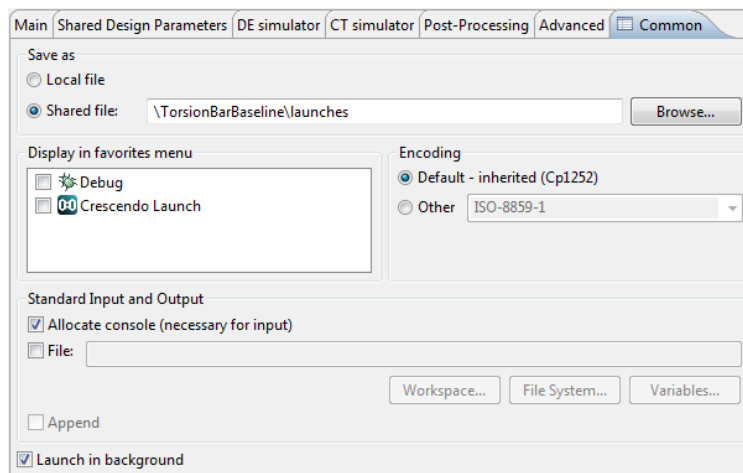 Main Shared Design Parameters DE simulator CT simulator Post-Processing Advanced Common
Save as
Local file
Shared file: \TorsionBarBaseline\launches Browse...
Display in favorites menu
Debug
Crescendo Launch
Encoding
Default - inherited (Cp1252)
Other ISO-8859-1
Standard Input and Output
Allocate console (necessary for input)
File:
Workspace... File System... Variables...
Append
Launch in background